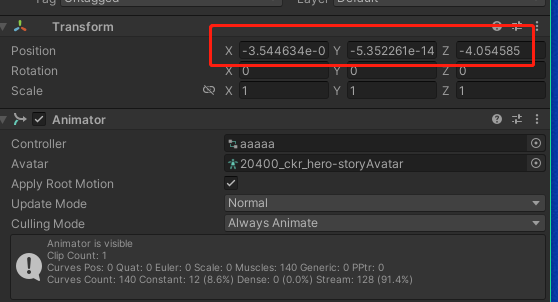 Tag Untagged Layer Default
Transform
Position X -3.544634e-0 Y -5.352261e-14 Z -4.054585
Rotation X 0 Y 0 Z 0
Scale X 1 Y 1 Z 1
Animator
Controller aaaaa
Avatar 20400_ckr_hero-storyAvatar
Apply Root Motion
Update Mode Normal
Culling Mode Always Animate
Animator is visible
Clip Count: 1
Curves Pos: 0 Quat: 0 Euler: 0 Scale: 0 Muscles: 140 Generic: 0 PPtr: 0
Curves Count: 140 Constant: 12 (8.6%) Dense: 0 (0.0%) Stream: 128 (91.4%)